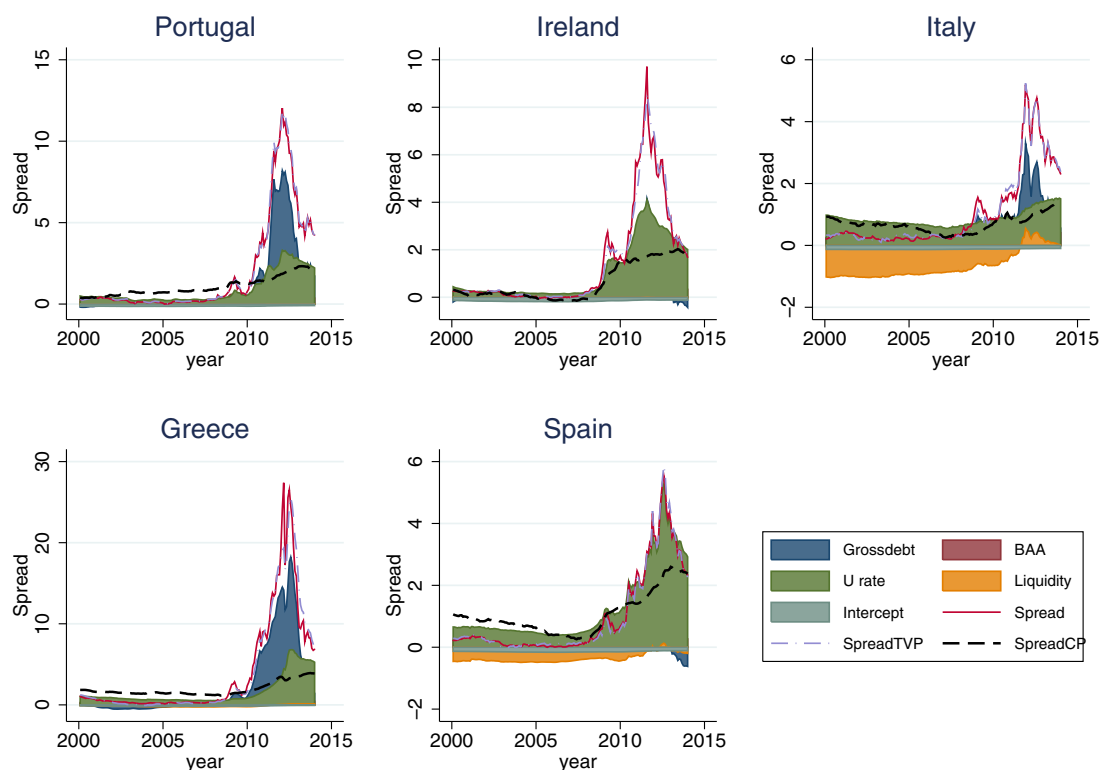 Portugal
Spread
15
10
5
0
2000 2005 2010 2015
year
Ireland
Spread
10
8
6
4
2
0
2000 2005 2010 2015
year
Italy
Spread
6
4
2
0
−2
2000 2005 2010 2015
year
Greece
Spread
30
20
10
0
2000 2005 2010 2015
year
Spain
Spread
6
4
2
0
−2
2000 2005 2010 2015
year
Grossdebt BAA
U rate Liquidity
Intercept Spread
SpreadTVP SpreadCP